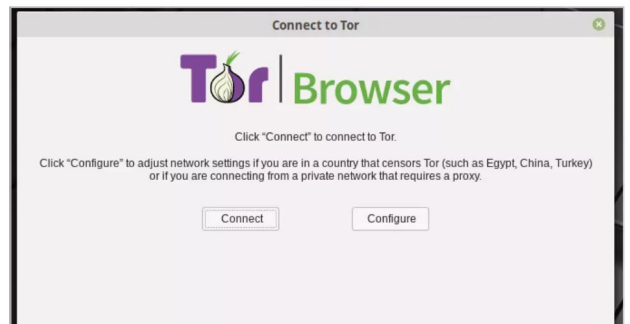 Connect to Tor
Tor Browser
Click “Connect” to connect to Tor.
Click “Configure” to adjust network settings if you are in a country that censors Tor (such as Egypt, China, Turkey)
or if you are connecting from a private network that requires a proxy.
Connect Configure